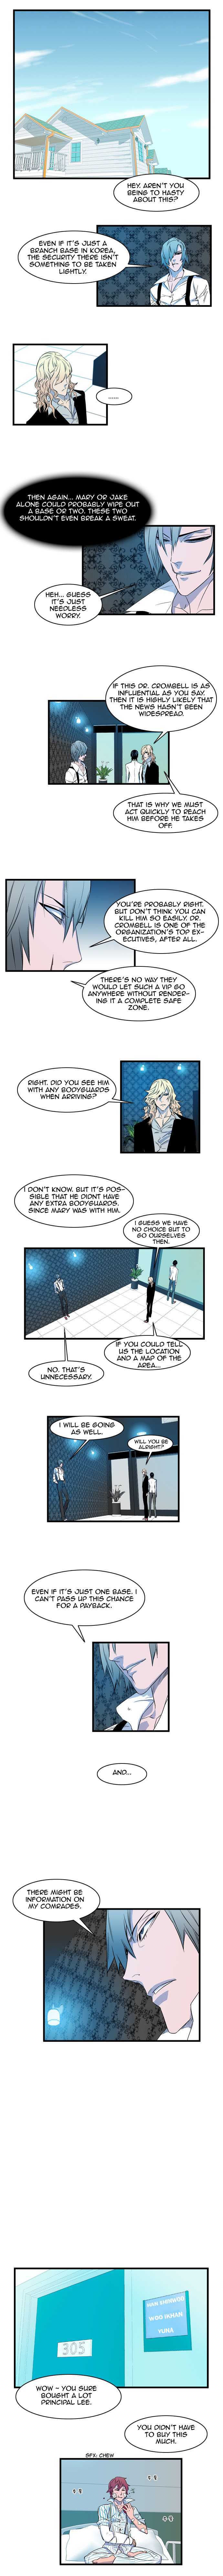 HEY. AREN'T YOU
BEING TO HASTY
ABOUT THIS?
EVEN IF IT'S JUST A
BRANCH BASE IN KOREA,
THE SECURITY THERE ISN'T
SOMETHING TO BE TAKEN
LIGHTLY.
......
THEN AGAIN... MARY OR JAKE
ALONE COULD PROBABLY WIPE OUT
A BASE OR TWO. THESE TWO
SHOULDN'T EVEN BREAK A SWEAT.
HEH... GUESS
IT'S JUST
NEEDLESS
WORRY.
IF THIS DR. CROMBELL IS AS
INFLUENTIAL AS YOU SAY.
THEN IT IS HIGHLY LIKELY THAT
THE NEWS HASN'T BEEN
WIDESPREAD.
THAT IS WHY WE MUST
ACT QUICKLY TO REACH
HIM BEFORE HE TAKES
OFF.
YOU'RE PROBABLY RIGHT.
BUT DON'T THINK YOU CAN
KILL HIM SO EASILY. DR.
CROMBELL IS ONE OF THE
ORGANIZATION'S TOP EX-
ECUTIVES, AFTER ALL.
THERE'S NO WAY THEY
WOULD LET SUCH A VIP GO
ANYWHERE WITHOUT RENDER-
ING IT A COMPLETE SAFE
ZONE.
RIGHT. DID YOU SEE HIM
WITH ANY BODYGUARDS
WHEN ARRIVING?
I DON'T KNOW. BUT IT'S POS-
SIBLE THAT HE DIDNT HAVE
ANY EXTRA BODYGUARDS.
SINCE MARY WAS WITH HIM.
I GUESS WE HAVE
NO CHOICE BUT TO
GO OURSELVES
THEN.
IF YOU COULD TELL
US THE LOCATION
AND A MAP OF THE
AREA...
NO. THAT'S
UNNECESSARY.
I WILL BE GOING
AS WELL.
WILL YOU BE
ALRIGHT?
EVEN IF IT'S JUST ONE BASE. I
CAN'T PASS UP THIS CHANCE
FOR A PAYBACK.
AND...
THERE MIGHT BE
INFORMATION ON
MY COMRADES.
305
HAN SHINWOO
WOO IKHAN
YUNA
WOW ~ YOU SURE
BOUGHT A LOT
PRINCIPAL LEE.
YOU DIDN'T HAVE
TO BUY THIS
MUCH.
SFX: CHEW